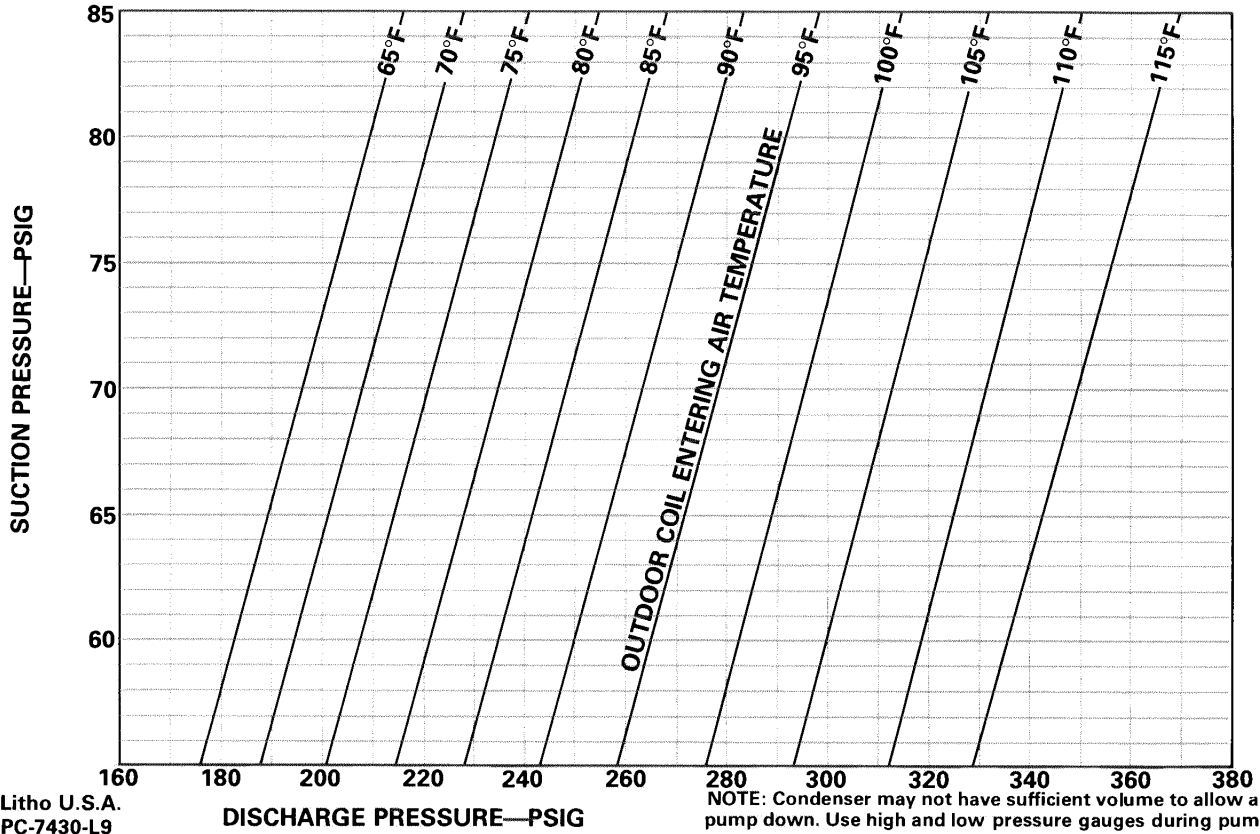 85
65°F 70°F 75°F 80°F 85°F 90°F 95°F 100°F 105°F 110°F 115°F
80
75
70
65
60
SUCTION PRESSURE—PSIG
OUTDOOR COIL ENTERING AIR TEMPERATURE
160 180 200 220 240 260 280 300 320 340 360 380
DISCHARGE PRESSURE—PSIG
Litho U.S.A.
PC-7430-L9
NOTE: Condenser may not have sufficient volume to allow a
pump down. Use high and low pressure gauges during pum